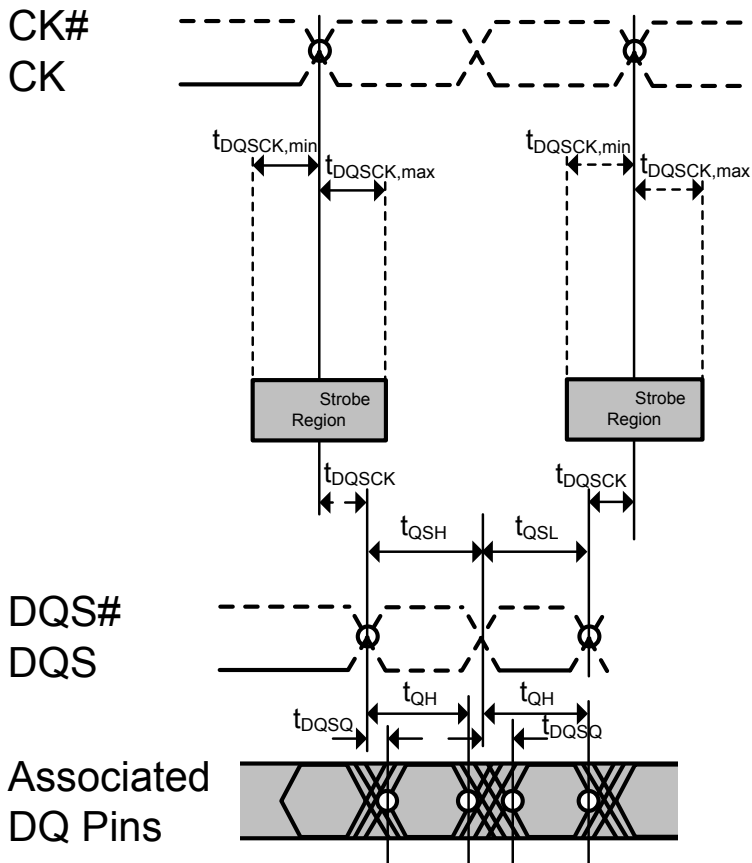 CK#
CK
tDQSCK,min
tDQSCK,min
tDQSCK,max
tDQSCK,max
Strobe
Region
Strobe
Region
tDQSCK
tDQSCK
tQSH
tQSL
DQS#
DQS
tQH
tQH
tDQSQ
tDQSQ
Associated
DQ Pins